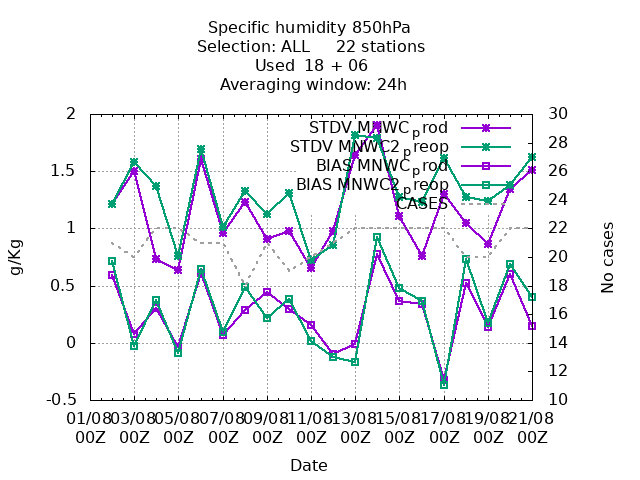 Specific humidity 850hPa
Selection: ALL     22 stations
Used  18 + 06
Averaging window: 24h
g/Kg
No cases
2
1.5
1
0.5
0
-0.5
30
28
26
24
22
20
18
16
14
12
10
STDV MNWC_prod
STDV MNWC2_preop
BIAS MNWC_prod
BIAS MNWC2_preop
CASES
01/08 03/08 05/08 07/08 09/08 11/08 13/08 15/08 17/08 19/08 21/08
00Z 00Z 00Z 00Z 00Z 00Z 00Z 00Z 00Z 00Z 00Z
Date